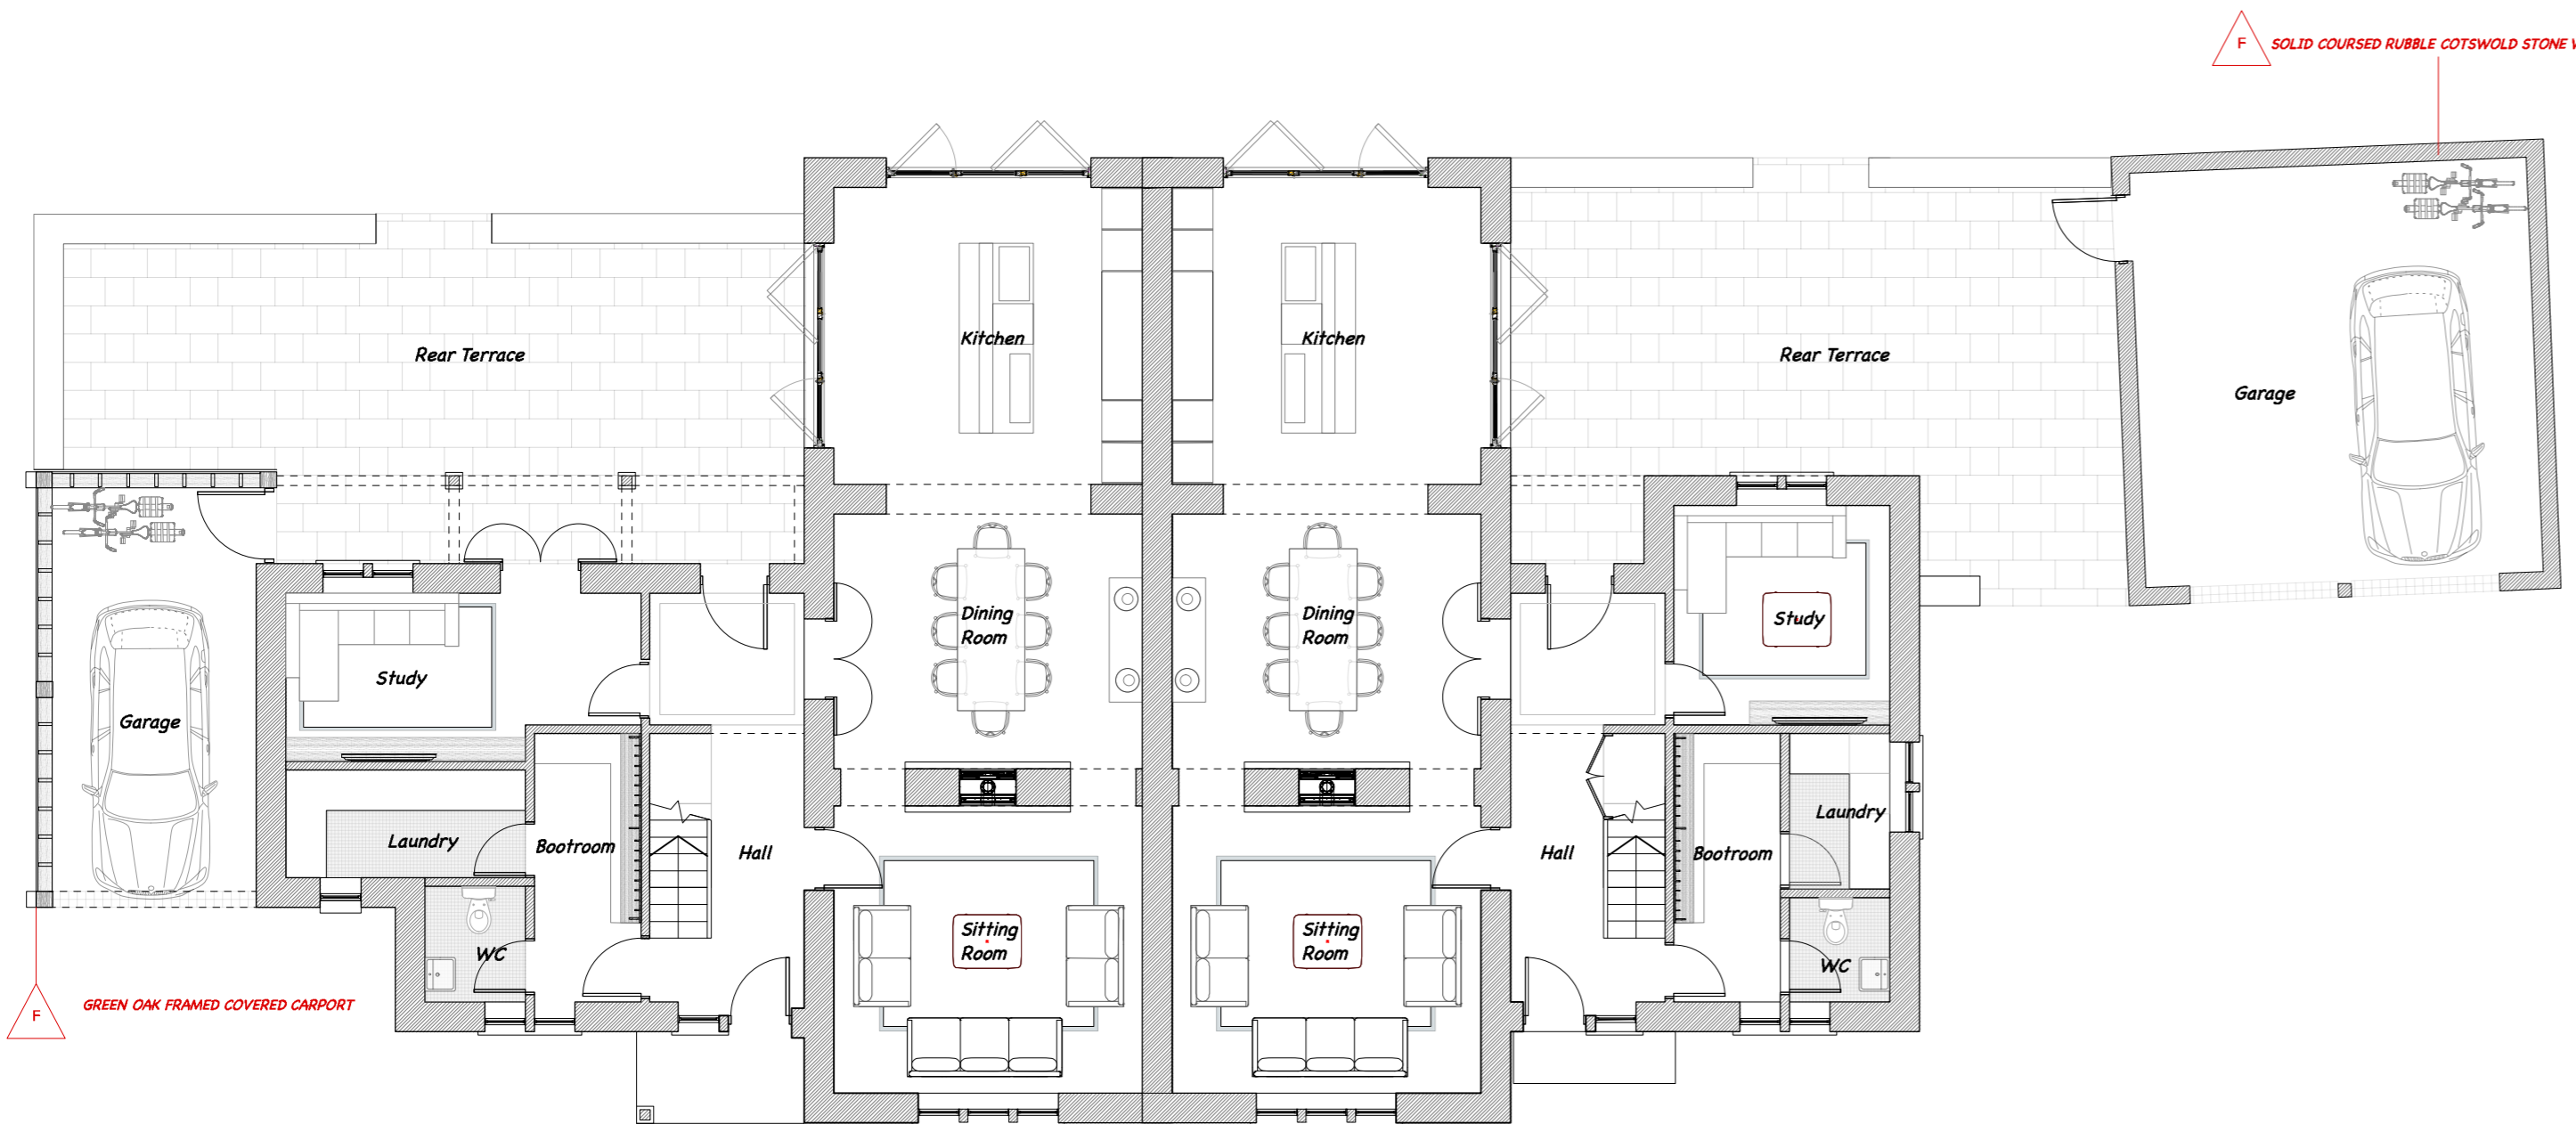 F
SOLID COURSED RUBBLE COTSWOLD STONE
Kitchen
Kitchen
Rear Terrace
Rear Terrace
Garage
Dining
Room
Dining
Room
Study
Study
Garage
Laundry
Bootroom
Hall
Hall
Bootroom
Laundry
Sitting
Room
Sitting
Room
WC
WC
F
GREEN OAK FRAMED COVERED CARPORT